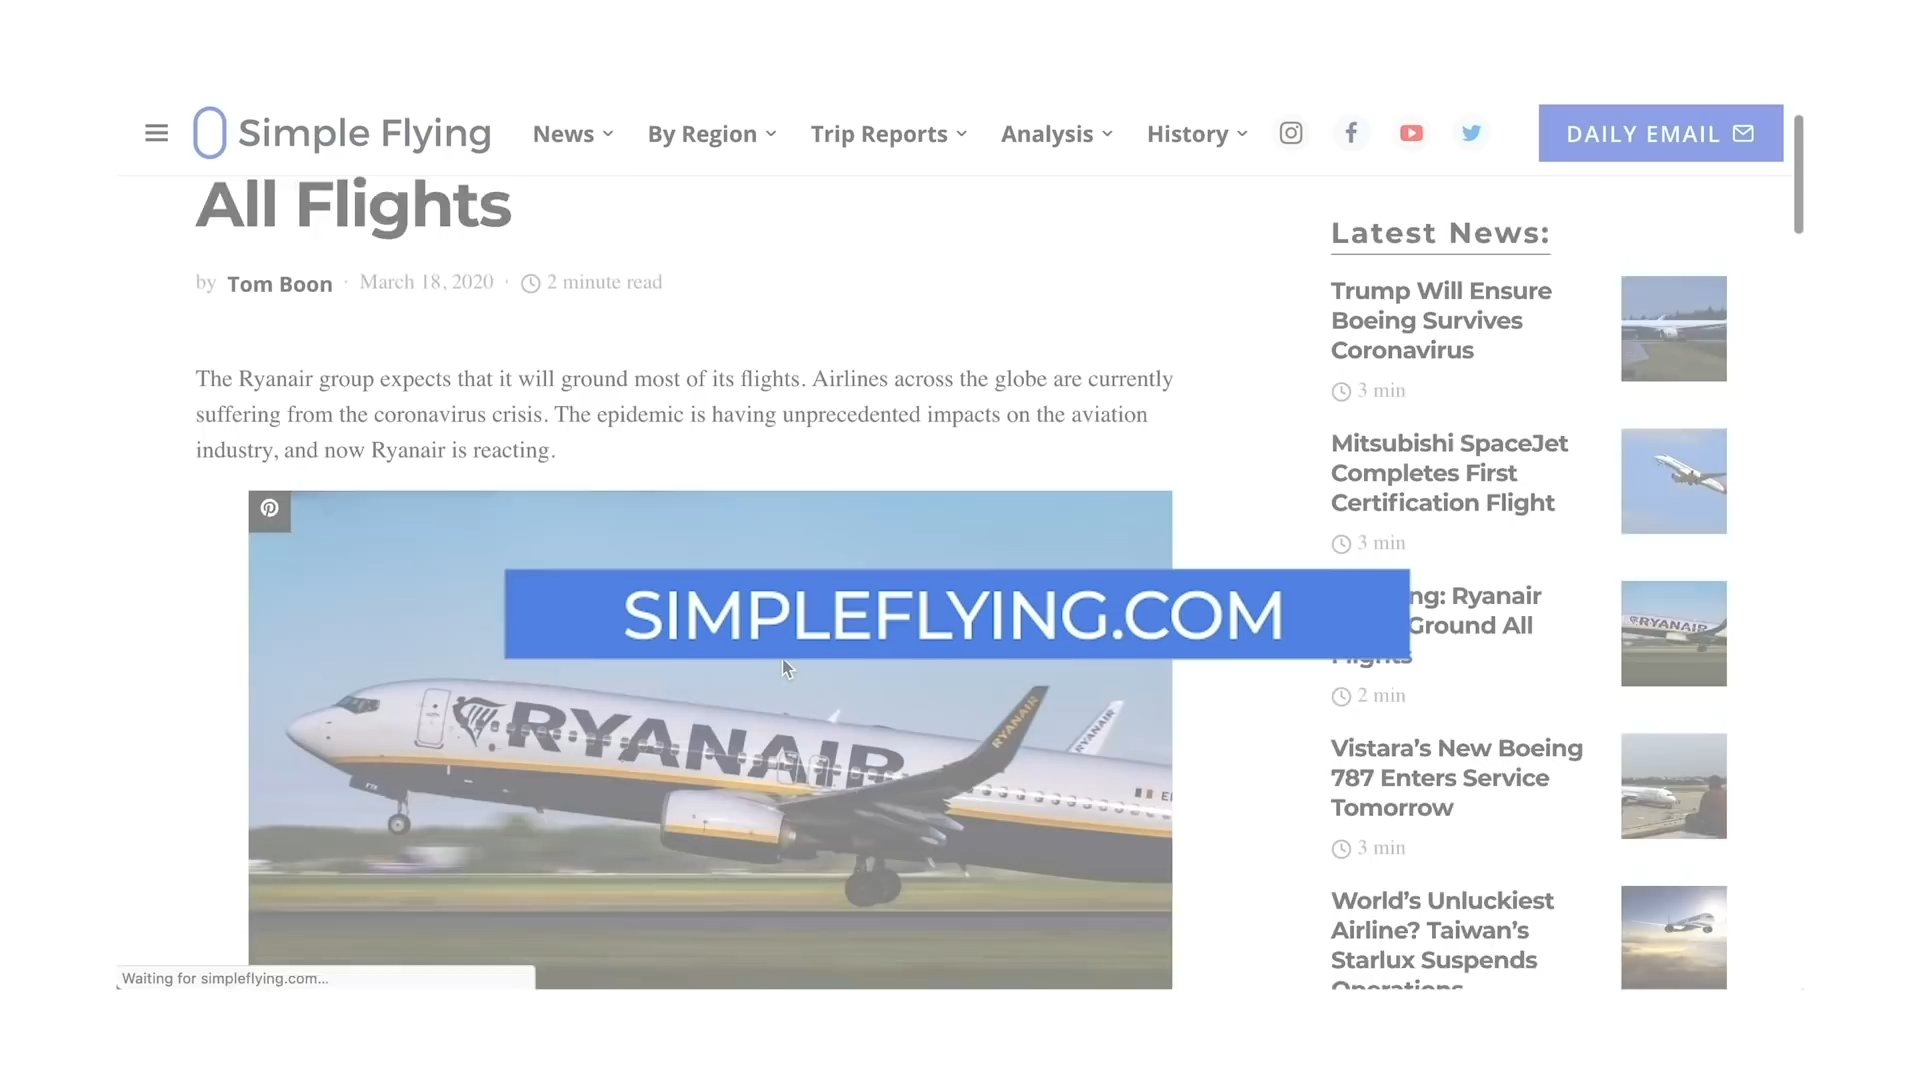 Simple Flying
News
By Region
Trip Reports
Analysis
History
DAILY EMAIL
All Flights
by Tom Boon · March 18, 2020 · 2 minute read
The Ryanair group expects that it will ground most of its flights. Airlines across the globe are currently
suffering from the coronavirus crisis. The epidemic is having unprecedented impacts on the aviation
industry, and now Ryanair is reacting.
RYANAIR
RYANAIR
RYANAIR
SIMPLEFLYING.COM
Latest News:
Trump Will Ensure
Boeing Survives
Coronavirus
3 min
Mitsubishi SpaceJet
Completes First
Certification Flight
3 min
ng: Ryanair
Ground All
Flights
2 min
RYANAIR
Vistara's New Boeing
787 Enters Service
Tomorrow
3 min
World's Unluckiest
Airline? Taiwan's
Starlux Suspends
Operations
Waiting for simpleflying.com...